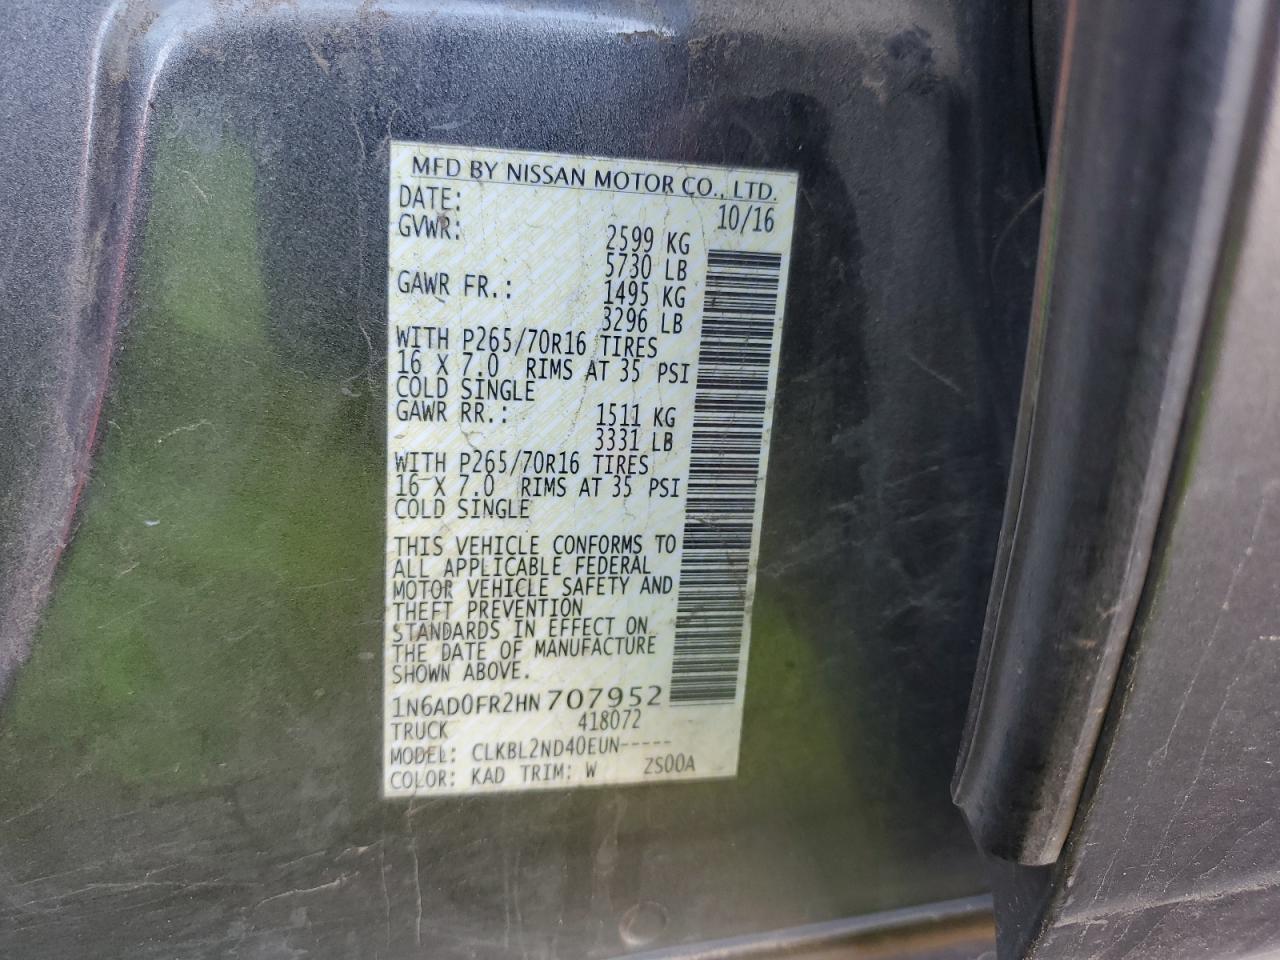 MFD BY NISSAN MOTOR CO., LTD.
DATE: 10/16
GVWR: 2599 KG
5730 LB
GAWR FR.: 1495 KG
3296 LB
WITH P265/70R16 TIRES
16 X 7.0 RIMS AT 35 PSI
COLD SINGLE
GAWR RR.: 1511 KG
3331 LB
WITH P265/70R16 TIRES
16 X 7.0 RIMS AT 35 PSI
COLD SINGLE
THIS VEHICLE CONFORMS TO
ALL APPLICABLE FEDERAL
MOTOR VEHICLE SAFETY AND
THEFT PREVENTION
STANDARDS IN EFFECT ON
THE DATE OF MANUFACTURE
SHOWN ABOVE.
1N6AD0FR2HN707952
TRUCK 418072
MODEL: CLKBL2ND40EUN-----
COLOR: KAD TRIM: W ZS00A